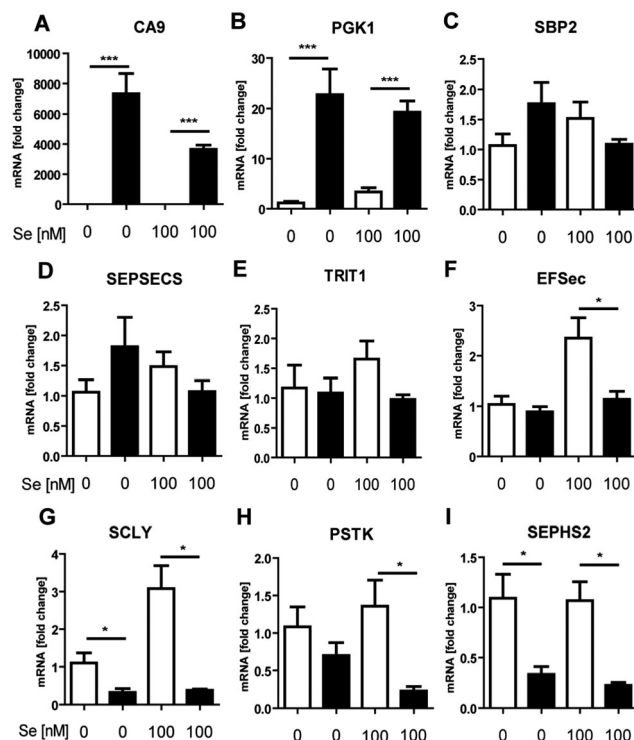 A CA9
mRNA [fold change]
10000
8000
6000
4000
2000
0
***
***
Se [nM] 0 0 100 100
B PGK1
mRNA [fold change]
30
20
10
0
***
***
0 0 100 100
C SBP2
mRNA [fold change]
2.5
2.0
1.5
1.0
0.5
0.0
0 0 100 100
D SEPSECS
mRNA [fold change]
2.5
2.0
1.5
1.0
0.5
0.0
Se [nM] 0 0 100 100
E TRIT1
mRNA [fold change]
2.5
2.0
1.5
1.0
0.5
0.0
0 0 100 100
F EFSec
mRNA [fold change]
3
2
1
0
*
0 0 100 100
G SCLY
mRNA [fold change]
4
3
2
1
0
*
*
Se [nM] 0 0 100 100
H PSTK
mRNA [fold change]
2.0
1.5
1.0
0.5
0.0
*
0 0 100 100
I SEPHS2
mRNA [fold change]
1.5
1.0
0.5
0.0
*
*
0 0 100 100